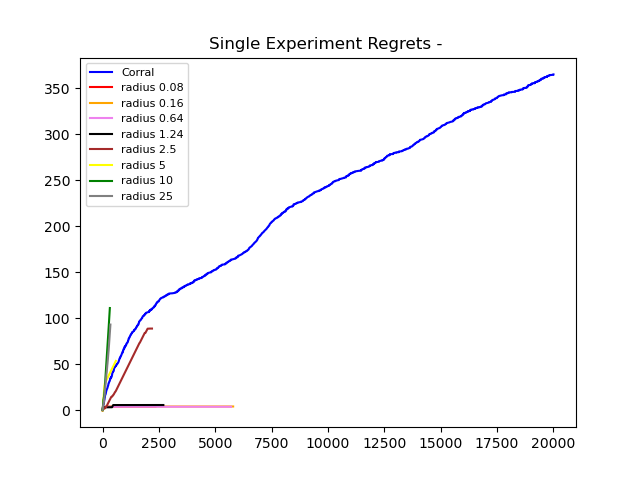 Single Experiment Regrets -
Corral
radius 0.08
radius 0.16
radius 0.64
radius 1.24
radius 2.5
radius 5
radius 10
radius 25
350
300
250
200
150
100
50
0
0 2500 5000 7500 10000 12500 15000 17500 20000